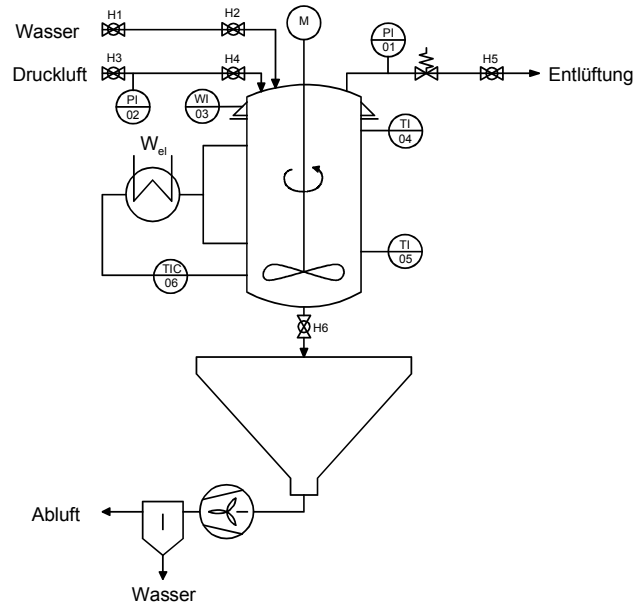 H1
H2
M
Wasser
PI
01
H3
H4
H5
Druckluft
Entlüftung
PI
02
WI
03
TI
04
Wel
TI
05
TIC
06
H6
Abluft
Wasser